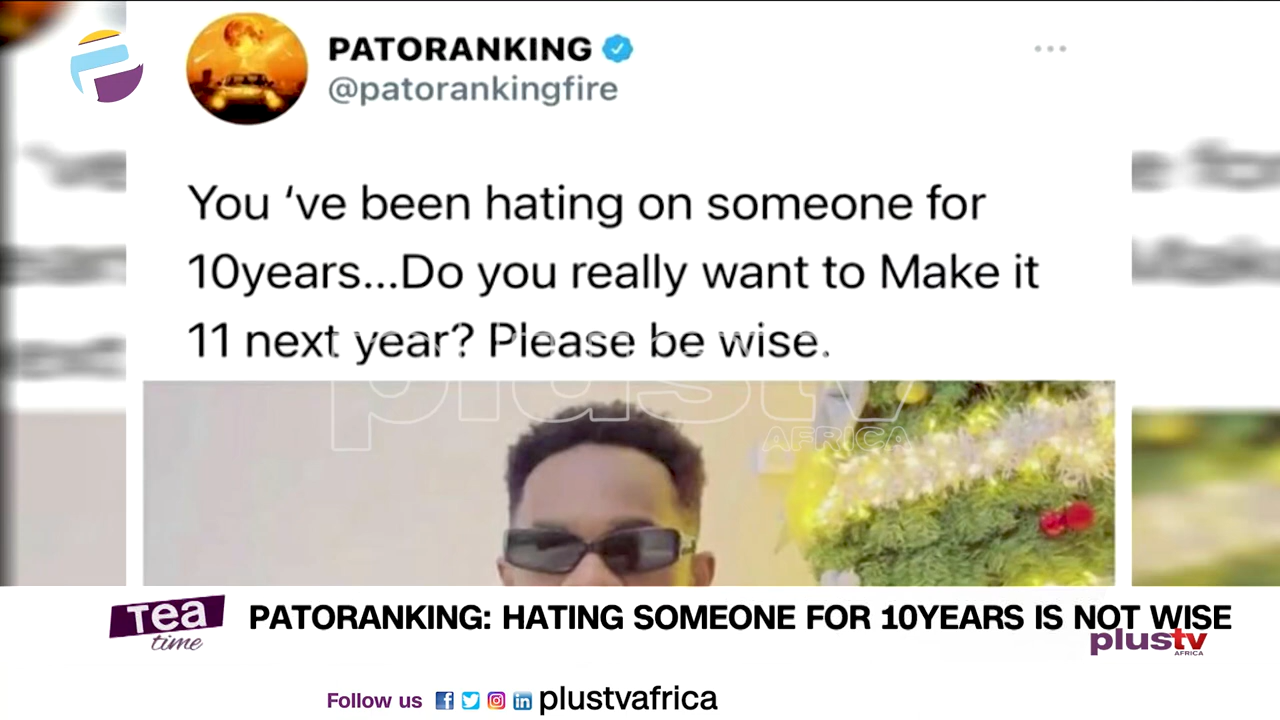 PATORANKING
@patorankingfire
You ‘ve been hating on someone for
10years...Do you really want to Make it
11 next year? Please be wise.
plustv
AFRICA
Tea
time
PATORANKING: HATING SOMEONE FOR 10YEARS IS NOT WISE
plustv
AFRICA
Follow us plustvafrica